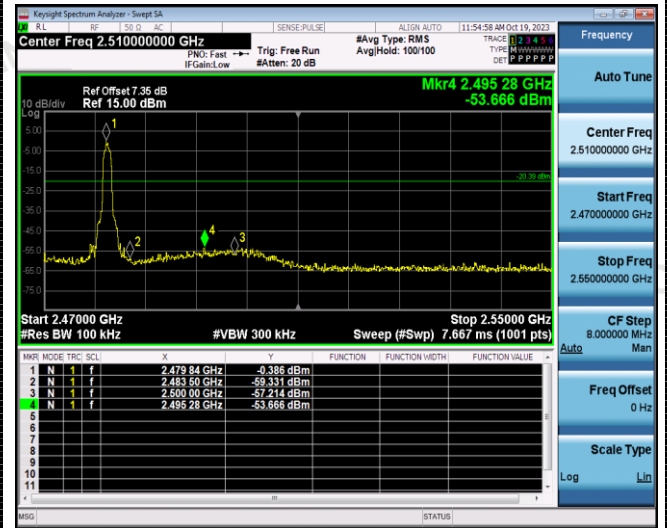 Keysight Spectrum Analyzer - Swept SA
RL RF 50 Ω AC SENSE:PULSE ALIGN AUTO 11:54:58 AM Oct 19, 2023
Center Freq 2.510000000 GHz
PNO: Fast
IFGain:Low
Trig: Free Run
#Atten: 20 dB
#Avg Type: RMS
Avg|Hold: 100/100
TRACE 1 2 3 4 5 6
TYPE M W W W W W
DET P P P P P P
Frequency
Auto Tune
Center Freq
2.510000000 GHz
Start Freq
2.470000000 GHz
Stop Freq
2.550000000 GHz
CF Step
8.000000 MHz
Auto Man
Freq Offset
0 Hz
Scale Type
Log Lin
Mkr4 2.495 28 GHz
-53.666 dBm
Ref Offset 7.35 dB
10 dB/div Ref 15.00 dBm
Log
5.00
-5.00
-15.0
-25.0
-35.0
-45.0
-55.0
-65.0
-75.0
-20.39 dBm
1
2
4
3
Start 2.47000 GHz Stop 2.55000 GHz
#Res BW 100 kHz #VBW 300 kHz Sweep (#Swp) 7.667 ms (1001 pts)
MKR MODE TRC SCL X Y FUNCTION FUNCTION WIDTH FUNCTION VALUE
1 N 1 f 2.479 84 GHz -0.386 dBm
2 N 1 f 2.483 50 GHz -59.331 dBm
3 N 1 f 2.500 00 GHz -57.214 dBm
4 N 1 f 2.495 28 GHz -53.666 dBm
5
6
7
8
9
10
11
MSG STATUS